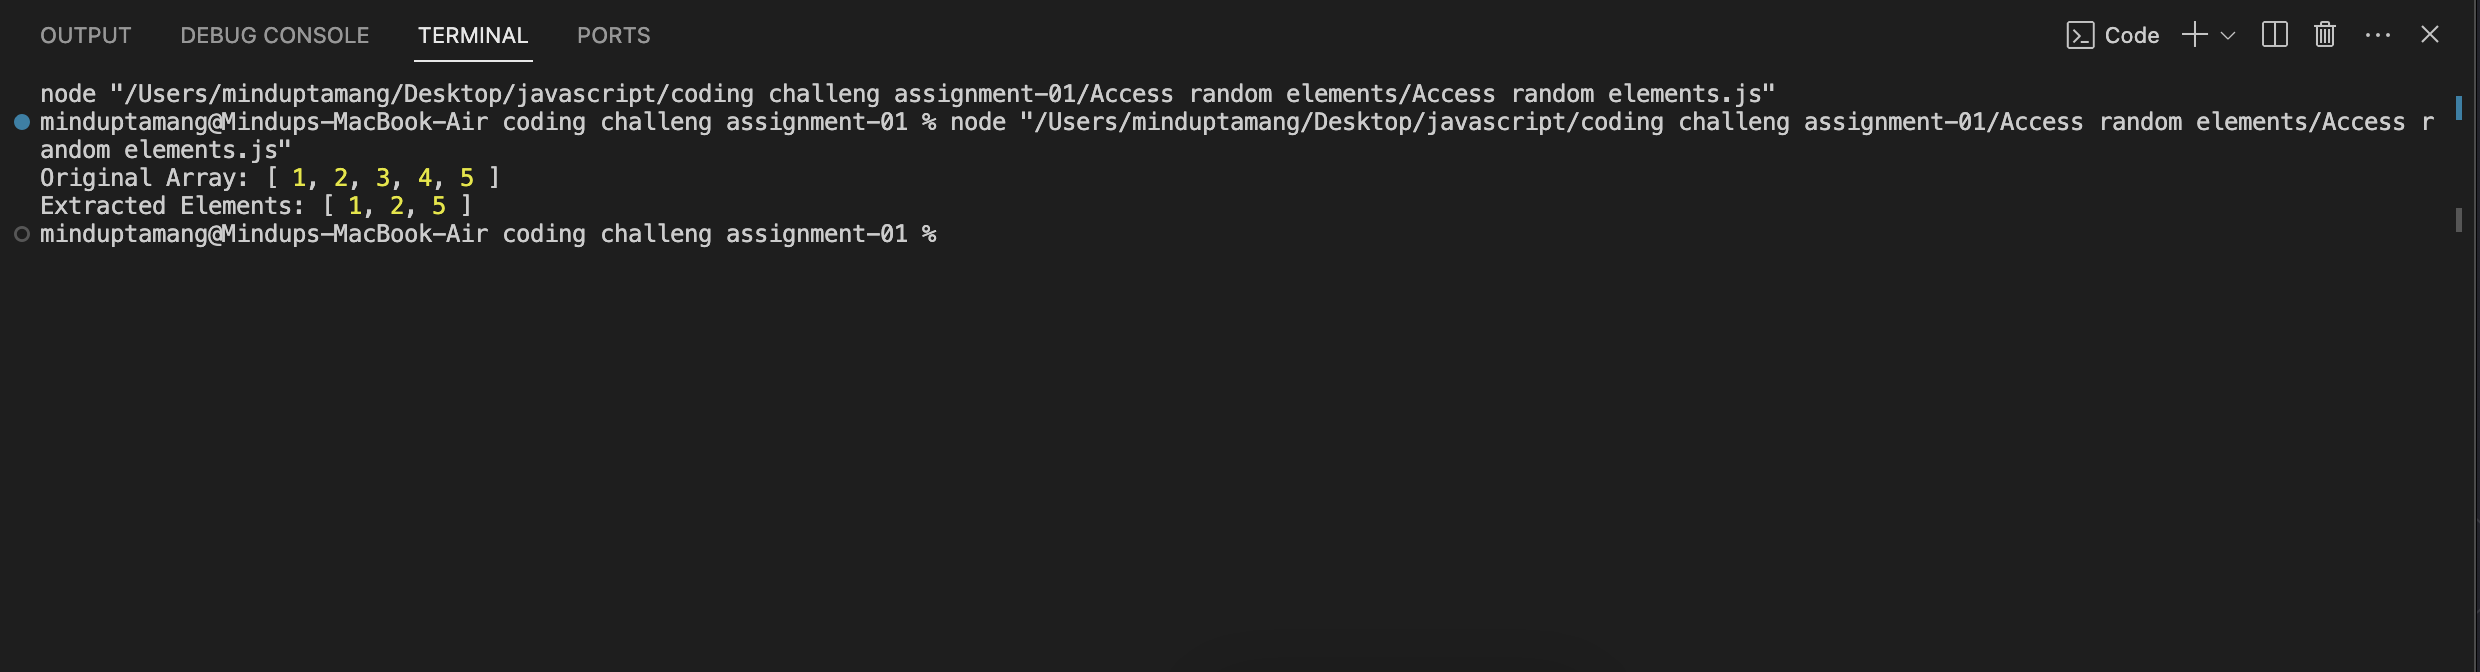 OUTPUT DEBUG CONSOLE TERMINAL PORTS Code
node "/Users/minduptamang/Desktop/javascript/coding challeng assignment-01/Access random elements/Access random elements.js"
minduptamang@Mindups-MacBook-Air coding challeng assignment-01 % node "/Users/minduptamang/Desktop/javascript/coding challeng assignment-01/Access random elements/Access r
andom elements.js"
Original Array: [ 1, 2, 3, 4, 5 ]
Extracted Elements: [ 1, 2, 5 ]
minduptamang@Mindups-MacBook-Air coding challeng assignment-01 %